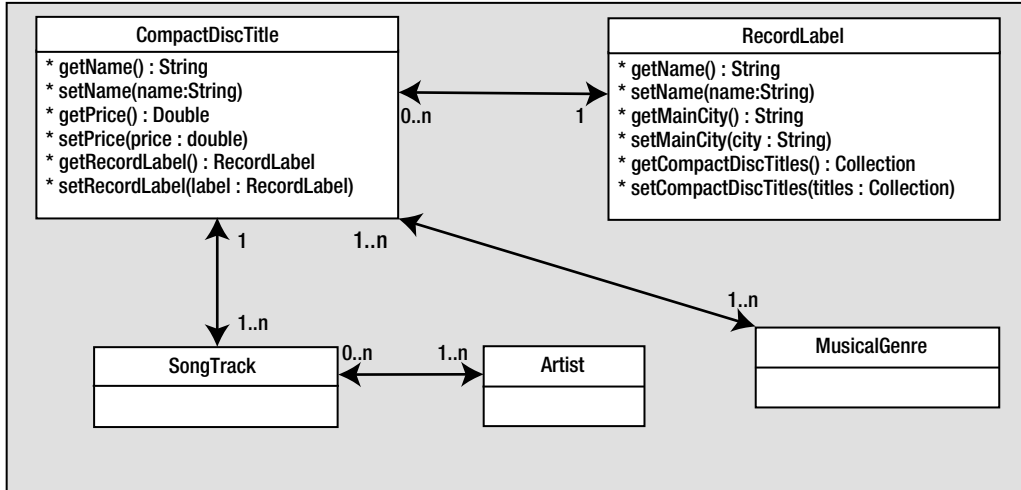 CompactDiscTitle
* getName() : String
* setName(name:String)
* getPrice() : Double
* setPrice(price : double)
* getRecordLabel() : RecordLabel
* setRecordLabel(label : RecordLabel)
RecordLabel
* getName() : String
* setName(name:String)
* getMainCity() : String
* setMainCity(city : String)
* getCompactDiscTitles() : Collection
* setCompactDiscTitles(titles : Collection)
0..n
1
1
1..n
1..n
1..n
SongTrack
0..n
1..n
Artist
MusicalGenre